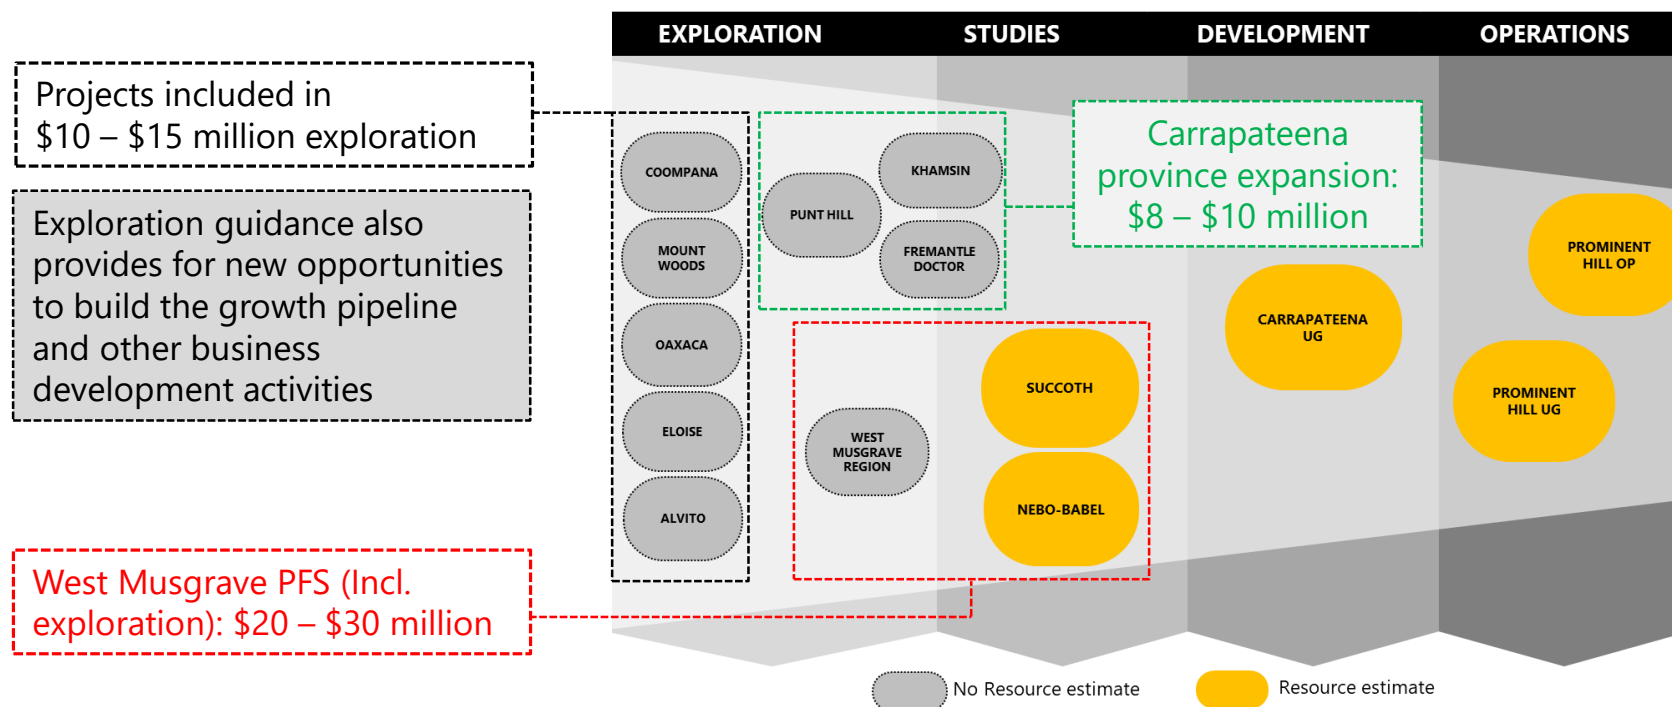 EXPLORATION
STUDIES
DEVELOPMENT
OPERATIONS
Projects included in
$10 – $15 million exploration
Exploration guidance also
provides for new opportunities
to build the growth pipeline
and other business
development activities
West Musgrave PFS (Incl.
exploration): $20 – $30 million
COOMPANA
MOUNT
WOODS
OAXACA
ELOISE
ALVITO
PUNT HILL
KHAMSIN
FREMANTLE
DOCTOR
Carrapateena
province expansion:
$8 – $10 million
WEST
MUSGRAVE
REGION
SUCCOTH
NEBO-BABEL
CARRAPATEENA
UG
PROMINENT
HILL OP
PROMINENT
HILL UG
No Resource estimate
Resource estimate